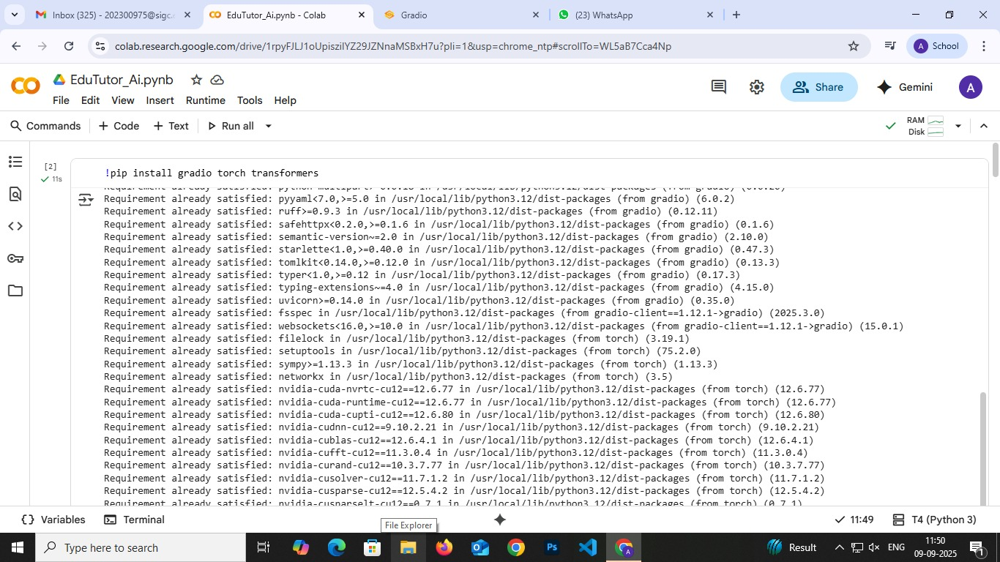 Inbox (325) - 202300975@sigc.
EduTutor_Ai.pynb - Colab
Gradio
(23) WhatsApp
colab.research.google.com/drive/1rpyFJLJ1oUpiszilYZ29JZNnaMSBxH7u?pli=1&usp=chrome_ntp#scrollTo=WL5aB7Cca4Np
A School
EduTutor_Ai.pynb
File Edit View Insert Runtime Tools Help
Share
Gemini
A
Commands + Code + Text Run all
RAM
Disk
[2]
11s
!pip install gradio torch transformers
Requirement already satisfied: pyyaml<7.0,>=5.0 in /usr/local/lib/python3.12/dist-packages (from gradio) (6.0.2)
Requirement already satisfied: ruff>=0.9.3 in /usr/local/lib/python3.12/dist-packages (from gradio) (0.12.11)
Requirement already satisfied: safehttpx<0.2.0,>=0.1.6 in /usr/local/lib/python3.12/dist-packages (from gradio) (0.1.6)
Requirement already satisfied: semantic-version~=2.0 in /usr/local/lib/python3.12/dist-packages (from gradio) (2.10.0)
Requirement already satisfied: starlette<1.0,>=0.40.0 in /usr/local/lib/python3.12/dist-packages (from gradio) (0.47.3)
Requirement already satisfied: tomlkit<0.14.0,>=0.12.0 in /usr/local/lib/python3.12/dist-packages (from gradio) (0.13.3)
Requirement already satisfied: typer<1.0,>=0.12 in /usr/local/lib/python3.12/dist-packages (from gradio) (0.17.3)
Requirement already satisfied: typing-extensions~=4.0 in /usr/local/lib/python3.12/dist-packages (from gradio) (4.15.0)
Requirement already satisfied: uvicorn>=0.14.0 in /usr/local/lib/python3.12/dist-packages (from gradio) (0.35.0)
Requirement already satisfied: fsspec in /usr/local/lib/python3.12/dist-packages (from gradio-client==1.12.1->gradio) (2025.3.0)
Requirement already satisfied: websockets<16.0,>=10.0 in /usr/local/lib/python3.12/dist-packages (from gradio-client==1.12.1->gradio) (15.0.1)
Requirement already satisfied: filelock in /usr/local/lib/python3.12/dist-packages (from torch) (3.19.1)
Requirement already satisfied: setuptools in /usr/local/lib/python3.12/dist-packages (from torch) (75.2.0)
Requirement already satisfied: sympy>=1.13.3 in /usr/local/lib/python3.12/dist-packages (from torch) (1.13.3)
Requirement already satisfied: networkx in /usr/local/lib/python3.12/dist-packages (from torch) (3.5)
Requirement already satisfied: nvidia-cuda-nvrtc-cu12==12.6.77 in /usr/local/lib/python3.12/dist-packages (from torch) (12.6.77)
Requirement already satisfied: nvidia-cuda-runtime-cu12==12.6.77 in /usr/local/lib/python3.12/dist-packages (from torch) (12.6.77)
Requirement already satisfied: nvidia-cuda-cupti-cu12==12.6.80 in /usr/local/lib/python3.12/dist-packages (from torch) (12.6.80)
Requirement already satisfied: nvidia-cudnn-cu12==9.10.2.21 in /usr/local/lib/python3.12/dist-packages (from torch) (9.10.2.21)
Requirement already satisfied: nvidia-cublas-cu12==12.6.4.1 in /usr/local/lib/python3.12/dist-packages (from torch) (12.6.4.1)
Requirement already satisfied: nvidia-cufft-cu12==11.3.0.4 in /usr/local/lib/python3.12/dist-packages (from torch) (11.3.0.4)
Requirement already satisfied: nvidia-curand-cu12==10.3.7.77 in /usr/local/lib/python3.12/dist-packages (from torch) (10.3.7.77)
Requirement already satisfied: nvidia-cusolver-cu12==11.7.1.2 in /usr/local/lib/python3.12/dist-packages (from torch) (11.7.1.2)
Requirement already satisfied: nvidia-cusparse-cu12==12.5.4.2 in /usr/local/lib/python3.12/dist-packages (from torch) (12.5.4.2)
Requirement already satisfied: nvidia-cusparselt-cu12==0.7.1 in /usr/local/lib/python3.12/dist-packages (from torch) (0.7.1)
Variables Terminal
File Explorer
11:49 T4 (Python 3)
Type here to search
Result
ENG
11:50
09-09-2025
1